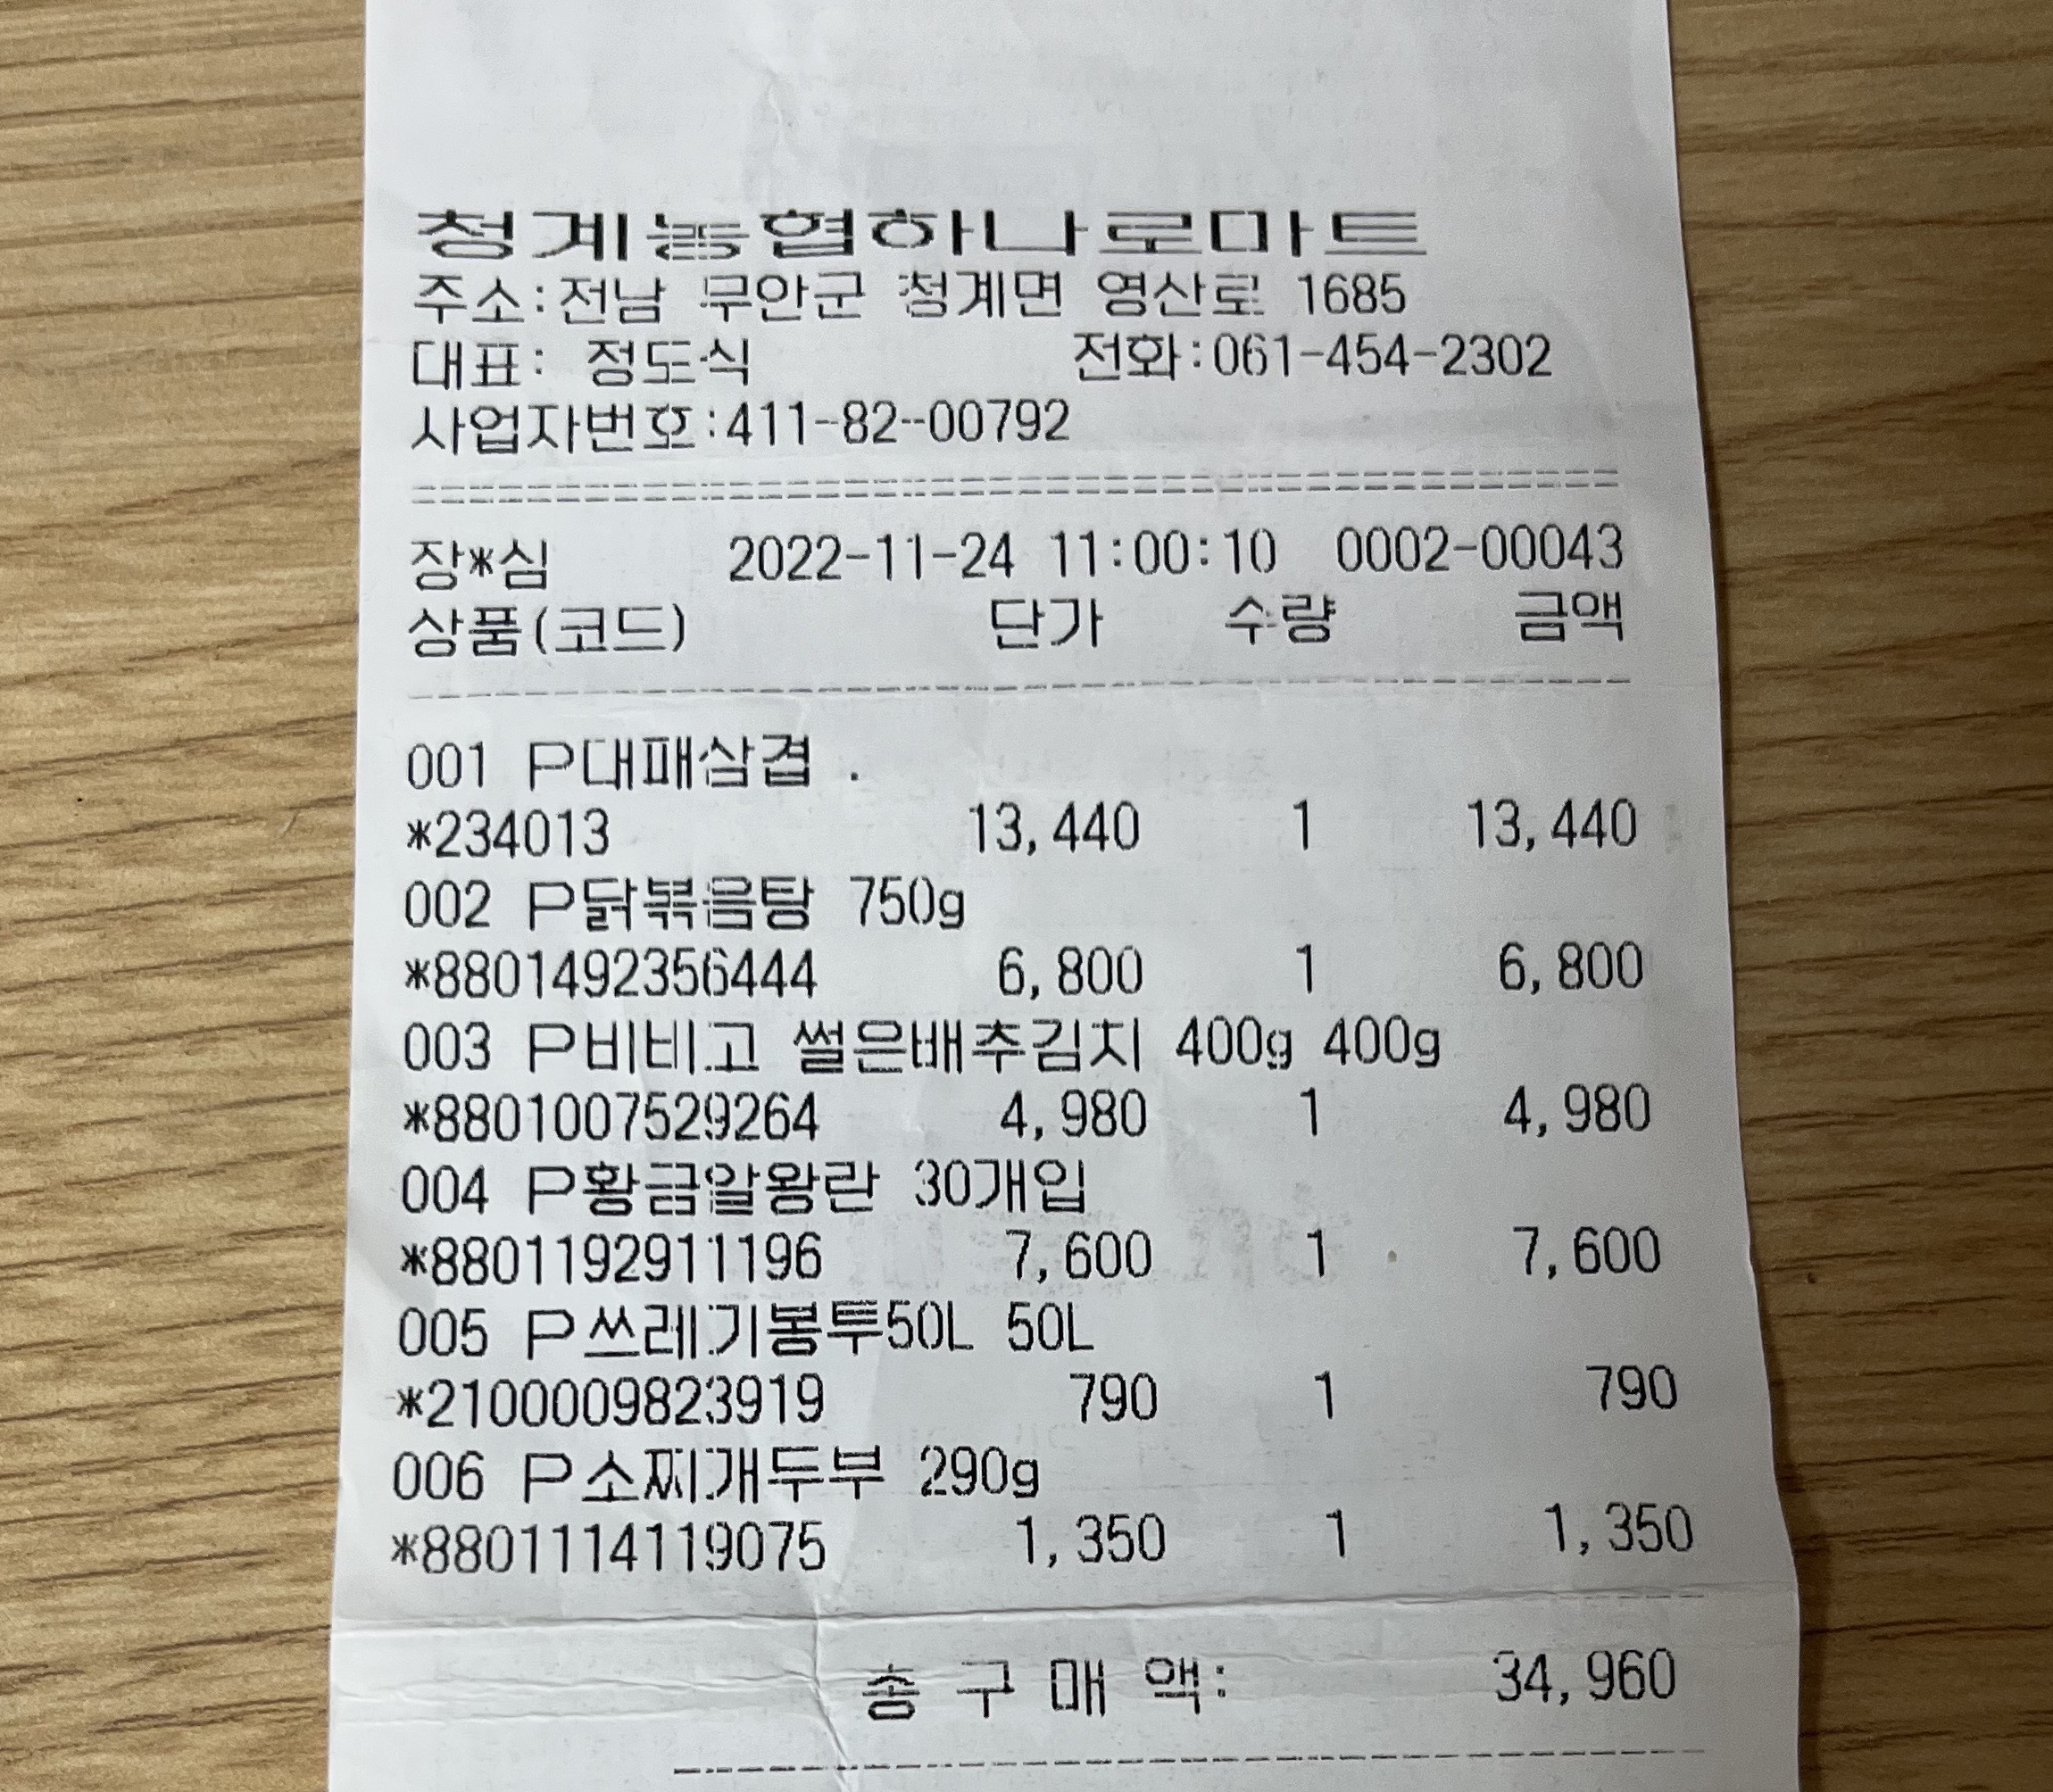 청계농협하나로마트
주소:전남 무안군 청계면 영산로 1685
대표: 정도식 전화:061-454-2302
사업자번호:411-82-00792
장*심 2022-11-24 11:00:10 0002-00043
상품(코드) 단가 수량 금액
001 P대패삼겹 .
*234013 13,440 1 13,440
002 P닭볶음탕 750g
*8801492356444 6,800 1 6,800
003 P비비고 썰은배추김치 400g 400g
*8801007529264 4,980 1 4,980
004 P황금알왕란 30개입
*8801192911196 7,600 1 7,600
005 P쓰레기봉투50L 50L
*2100009823919 790 1 790
006 P소찌개두부 290g
*8801114119075 1,350 1 1,350
총 구 매 액: 34,960